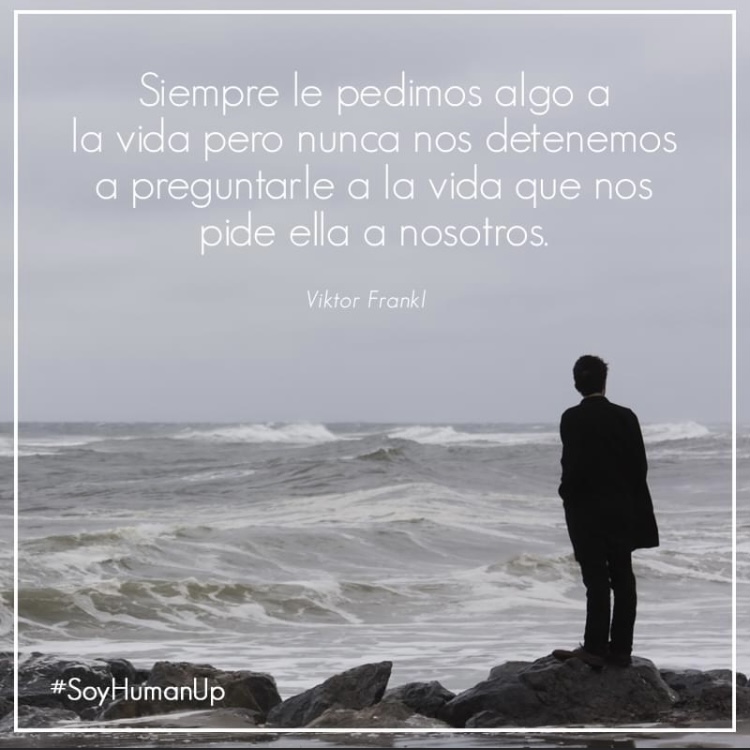 Siempre le pedimos algo a
la vida pero nunca nos detenemos
a preguntarle a la vida que nos
pide ella a nosotros.
Viktor Frankl
#SoyHumanUp